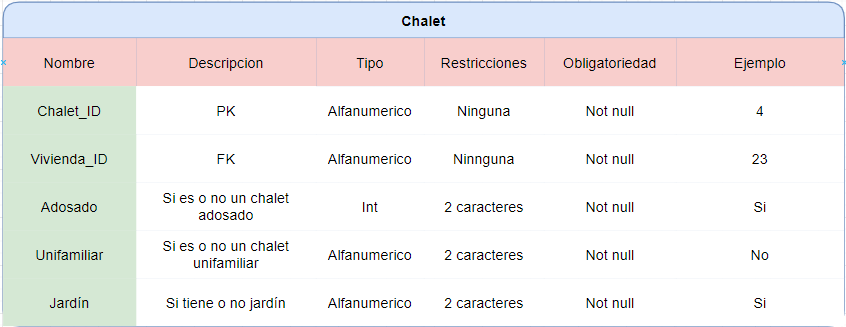 Chalet
Nombre Descripcion Tipo Restricciones Obligatoriedad Ejemplo
Chalet_ID PK Alfanumerico Ninguna Not null 4
Vivienda_ID FK Alfanumerico Ninnguna Not null 23
Adosado Si es o no un chalet adosado Int 2 caracteres Not null Si
Unifamiliar Si es o no un chalet unifamiliar Alfanumerico 2 caracteres Not null No
Jardín Si tiene o no jardín Alfanumerico 2 caracteres Not null Si